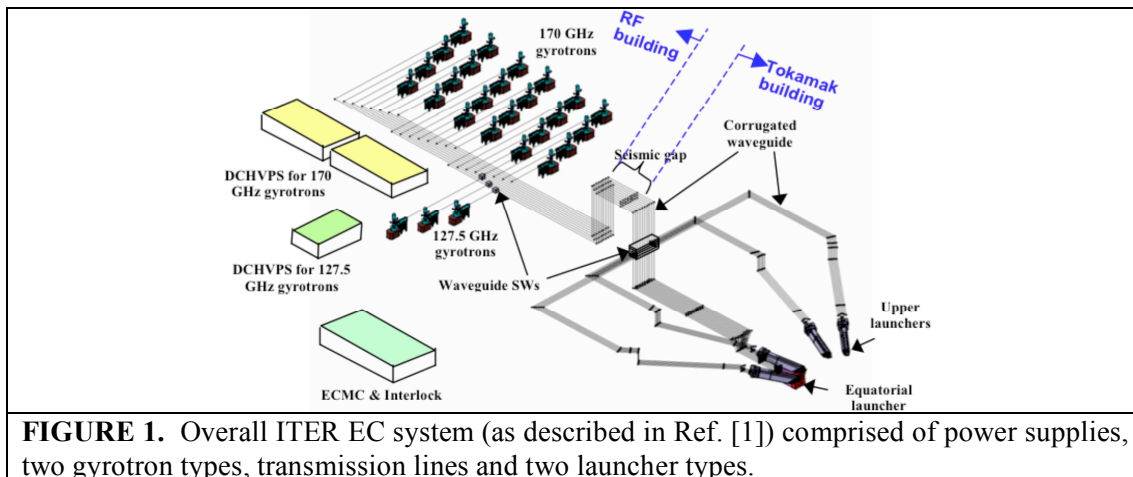 170 GHz
gyrotrons
RF
building
Tokamak
building
Corrugated
waveguide
Seismic gap
DCHVPS for 170
GHz gyrotrons
127.5 GHz
gyrotrons
DCHVPS for 127.5
GHz gyrotrons
Waveguide SWs
Upper
launchers
ECMC & Interlock
Equatorial
launcher
FIGURE 1. Overall ITER EC system (as described in Ref. [1]) comprised of power supplies,
two gyrotron types, transmission lines and two launcher types.